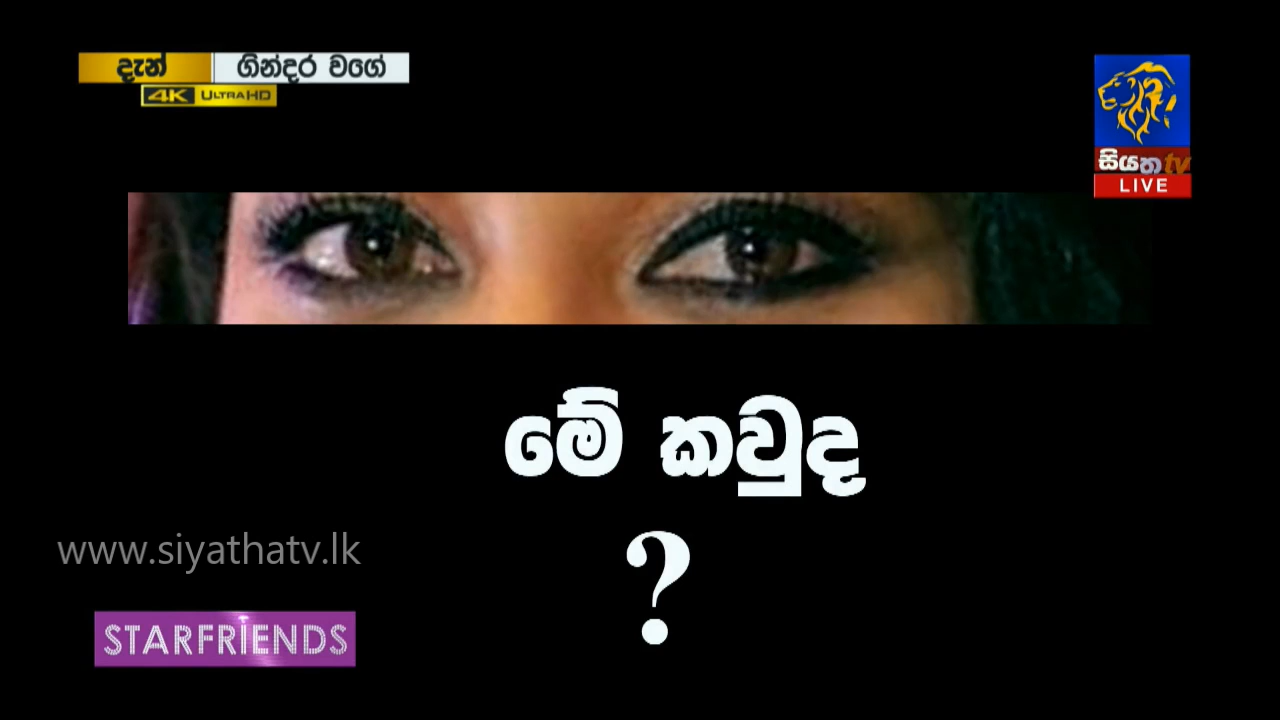 දැන් ගින්දර වගේ
4K ULTRA HD
සියත tv
LIVE
මේ කවුද
?
www.siyathatv.lk
STARFRIENDS